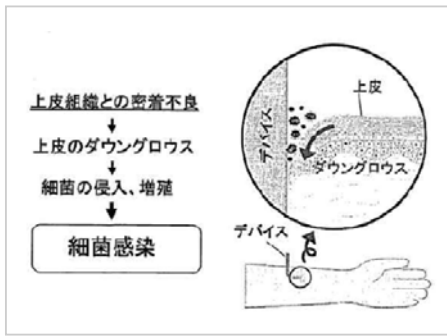 上皮組織との密着不良
上皮のダウングロウス
細菌の侵入、増殖
細菌感染
上皮
デバイス
ダウングロウス
デバイス